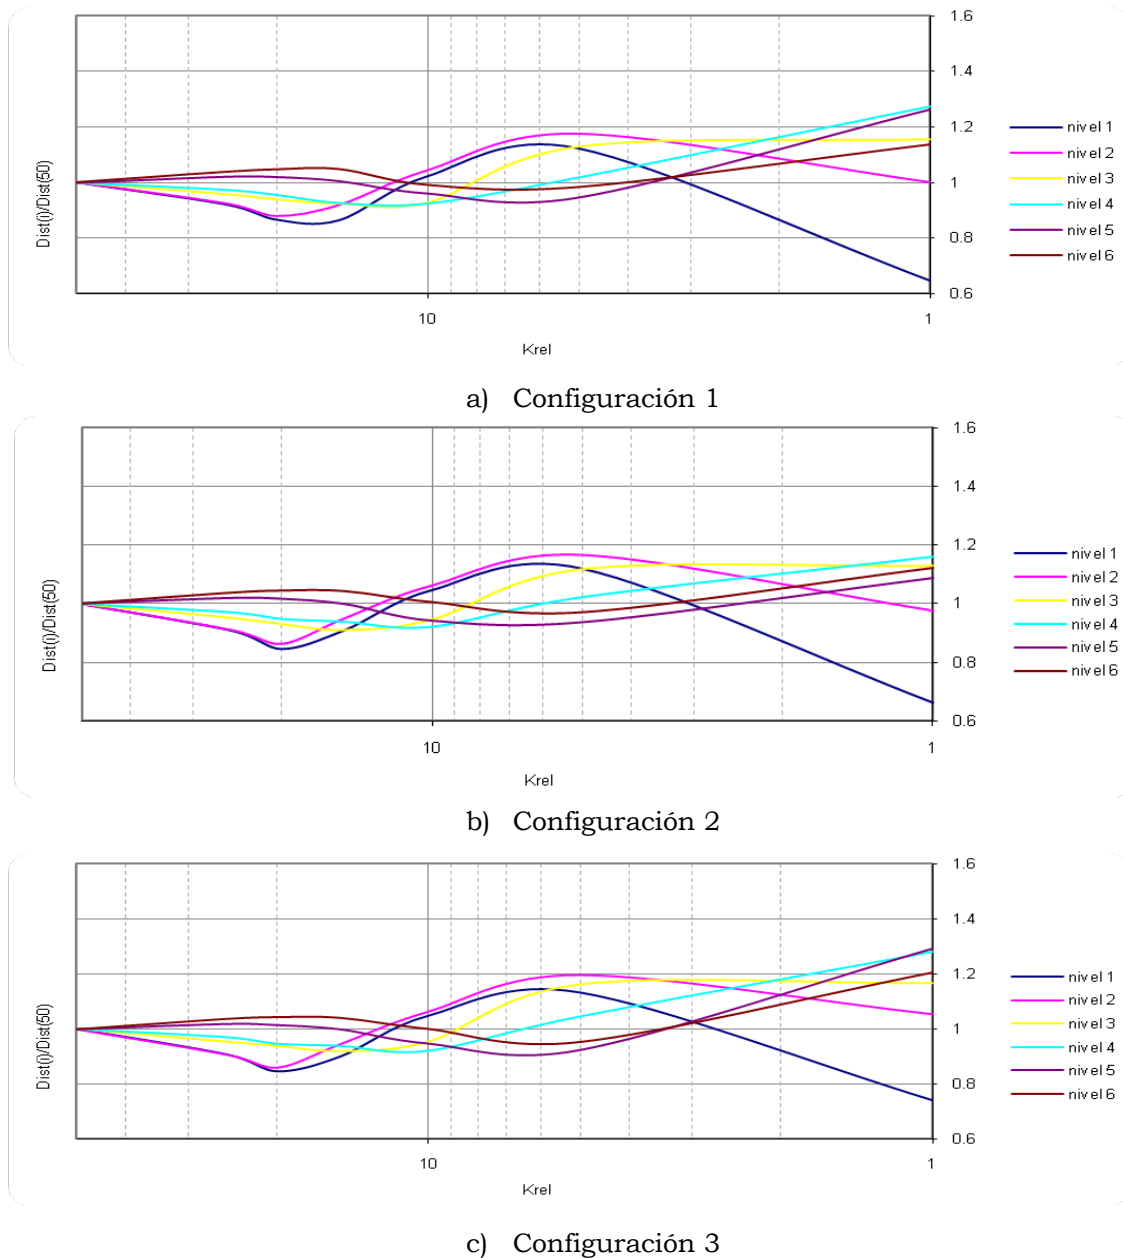 1.6
1.4
1.2
1
0.8
0.6
Dist(i)/Dist(50)
10
1
Krel
nivel 1
nivel 2
nivel 3
nivel 4
nivel 5
nivel 6
a) Configuración 1
1.6
1.4
1.2
1
0.8
0.6
Dist(i)/Dist(50)
10
1
Krel
nivel 1
nivel 2
nivel 3
nivel 4
nivel 5
nivel 6
b) Configuración 2
1.6
1.4
1.2
1
0.8
0.6
Dist(i)/Dist(50)
10
1
Krel
nivel 1
nivel 2
nivel 3
nivel 4
nivel 5
nivel 6
c) Configuración 3